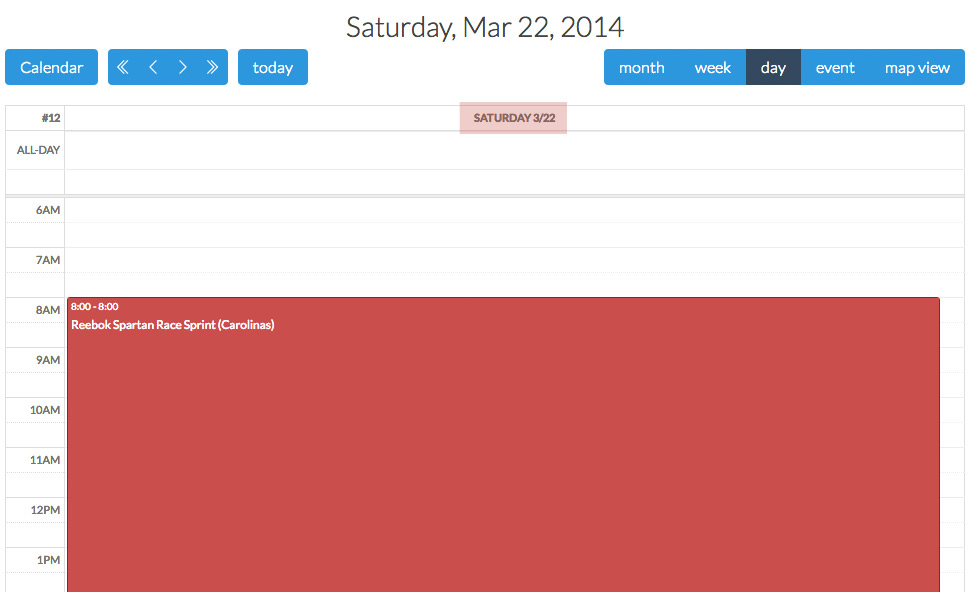 Saturday, Mar 22, 2014
Calendar today month week day event map view
#12 SATURDAY 3/22
ALL-DAY
6AM
7AM
8AM 8:00 - 8:00
Reebok Spartan Race Sprint (Carolinas)
9AM
10AM
11AM
12PM
1PM